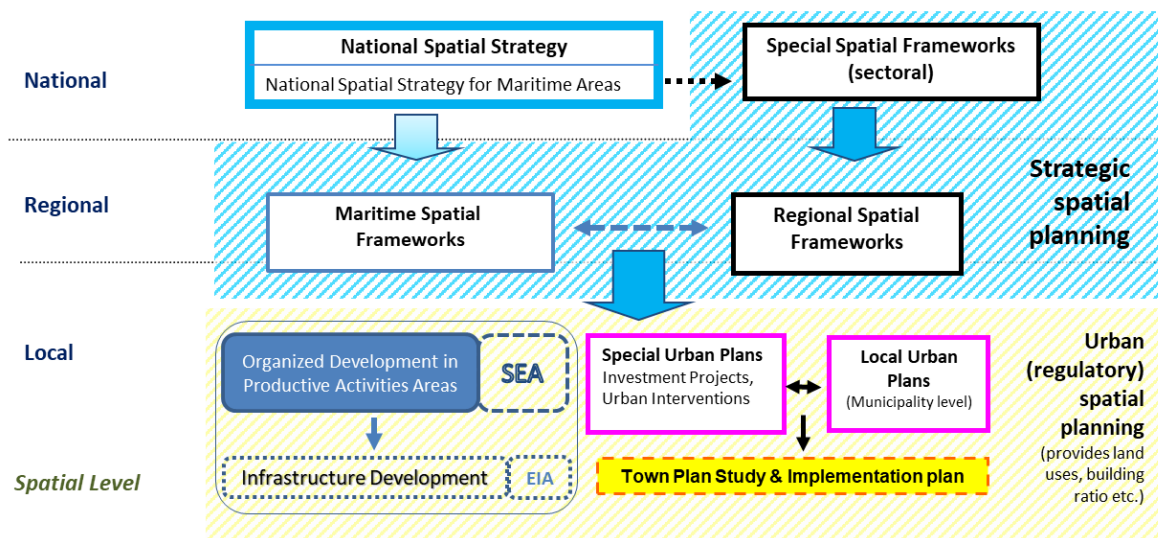 National
National Spatial Strategy
National Spatial Strategy for Maritime Areas
Special Spatial Frameworks
(sectoral)
Regional
Maritime Spatial
Frameworks
Regional Spatial
Frameworks
Strategic
spatial
planning
Local
Organized Development in
Productive Activities Areas
SEA
Special Urban Plans
Investment Projects,
Urban Interventions
Local Urban
Plans
(Municipality level)
Urban
(regulatory)
spatial
planning
(provides land
uses, building
ratio etc.)
Spatial Level
Infrastructure Development
EIA
Town Plan Study & Implementation plan